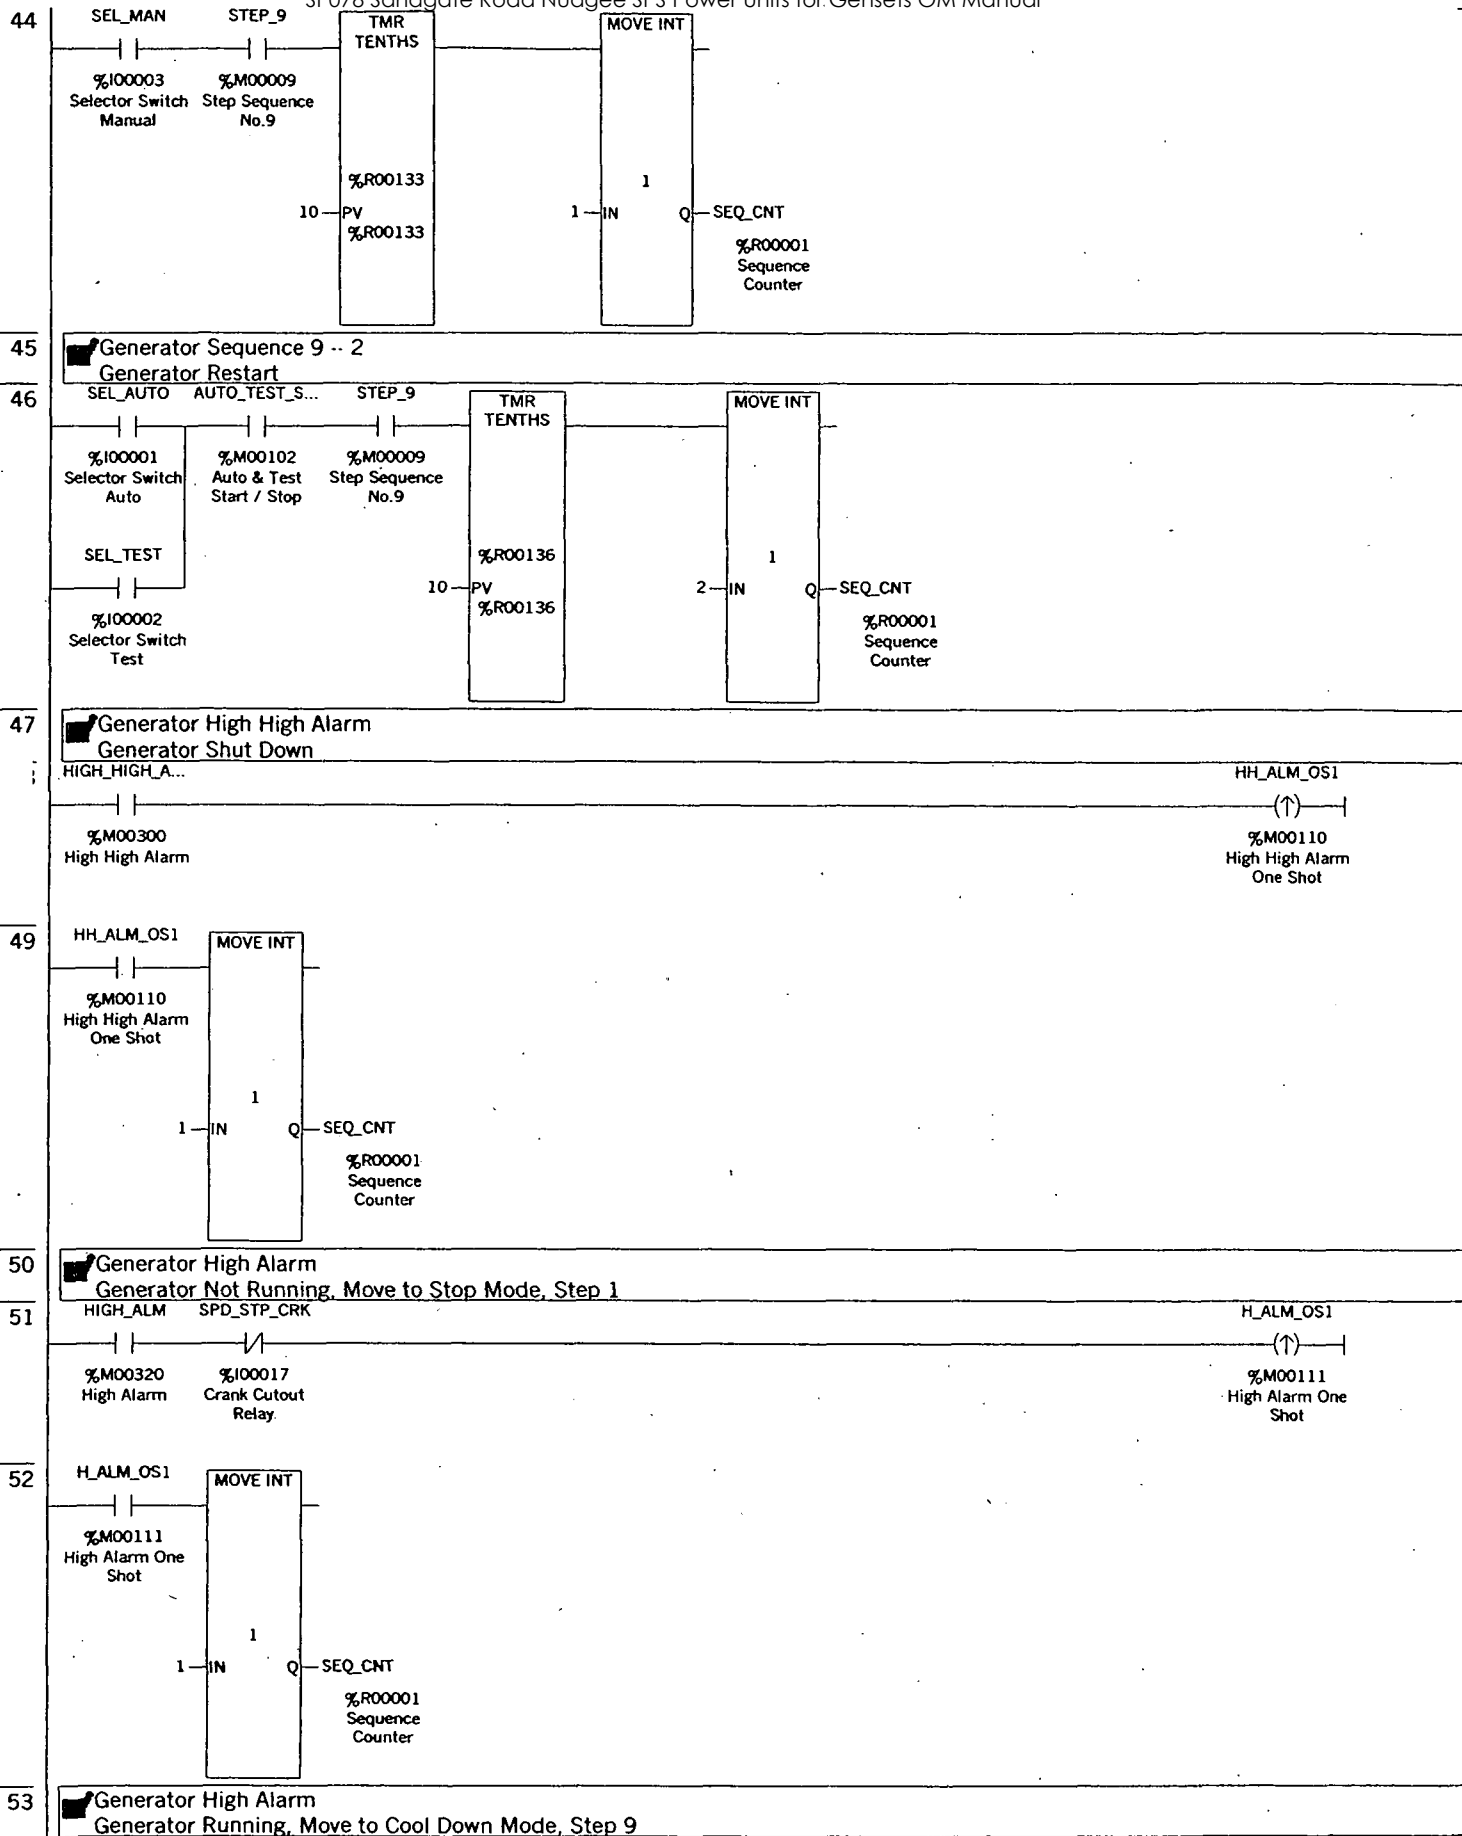 SP078 Sandgate Road Nudgee SPS Power Units for Gensets OM Manual
44
SEL_MAN STEP_9 TMR TENTHS MOVE INT
%I00003 %M00009
Selector Switch Step Sequence
Manual No.9
%R00133 1
10 PV 1 IN Q SEQ_CNT
%R00133 %R00001
Sequence
Counter
45 Generator Sequence 9 -- 2
Generator Restart
46
SEL_AUTO AUTO_TEST_S... STEP_9 TMR TENTHS MOVE INT
%I00001 %M00102 %M00009
Selector Switch Auto & Test Step Sequence
Auto Start / Stop No.9
SEL_TEST %R00136 1
10 PV 2 IN Q SEQ_CNT
%R00136
%I00002 %R00001
Selector Switch Sequence
Test Counter
47 Generator High High Alarm
Generator Shut Down
HIGH_HIGH_A... HH_ALM_OS1
(↑)
%M00300 %M00110
High High Alarm High High Alarm
One Shot
49 HH_ALM_OS1 MOVE INT
%M00110
High High Alarm
One Shot
1
1 IN Q SEQ_CNT
%R00001
Sequence
Counter
50 Generator High Alarm
Generator Not Running, Move to Stop Mode, Step 1
51 HIGH_ALM SPD_STP_CRK H_ALM_OS1
(↑)
%M00320 %I00017 %M00111
High Alarm Crank Cutout High Alarm One
Relay Shot
52 H_ALM_OS1 MOVE INT
%M00111
High Alarm One
Shot
1
1 IN Q SEQ_CNT
%R00001
Sequence
Counter
53 Generator High Alarm
Generator Running, Move to Cool Down Mode, Step 9